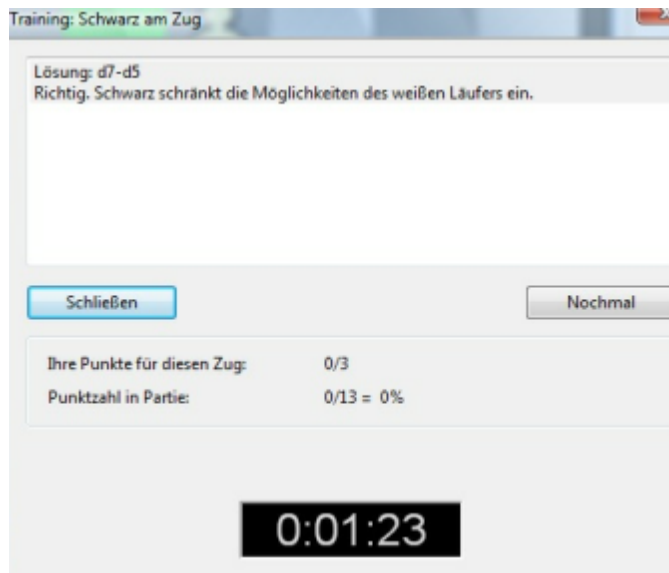 Training: Schwarz am Zug
Lösung: d7-d5
Richtig. Schwarz schränkt die Möglichkeiten des weißen Läufers ein.
Schließen
Nochmal
Ihre Punkte für diesen Zug: 0/3
Punktzahl in Partie: 0/13 = 0%
0:01:23